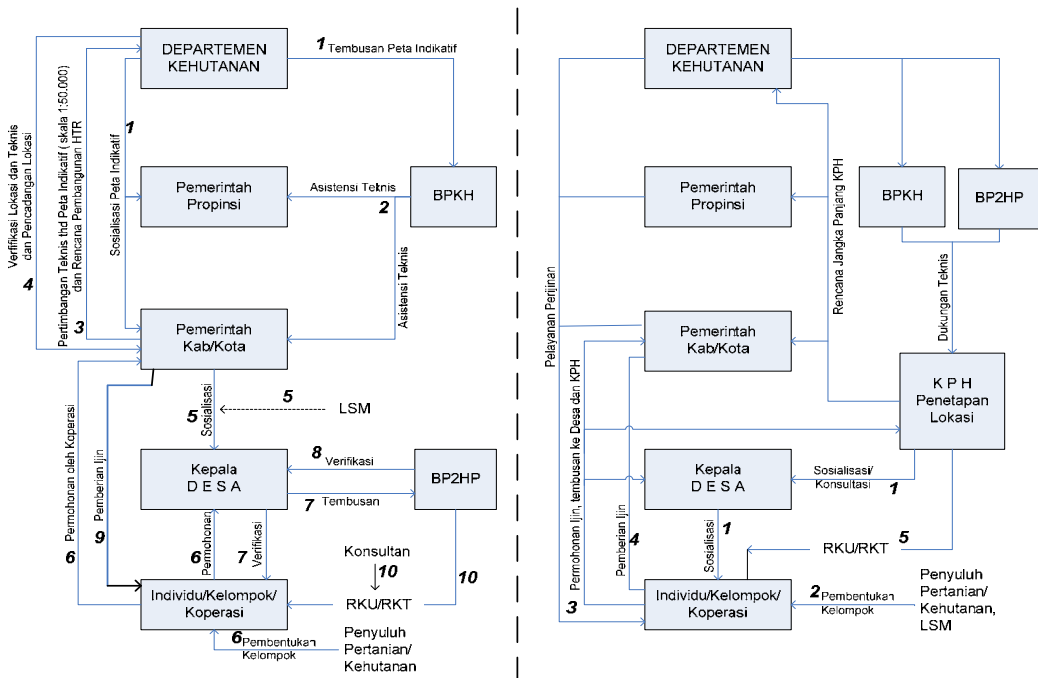 DEPARTEMEN
KEHUTANAN
1 Tembusan Peta Indikatif
Verfifikasi Lokasi dan Teknis
dan Pencadangan Lokasi
4
Pertimbangan Teknis thd Peta Indikatif ( skala 1:50.000)
dan Rencana Pembangunan HTR
3
1
Sosialisasi Peta Indikatif
Pemerintah
Propinsi
Asistensi Teknis
2
BPKH
Asistensi Teknis
Pemerintah
Kab/Kota
5
Sosialisasi
5
LSM
Kepala
D E S A
8
Verifikasi
7 Tembusan
BP2HP
Permohonan oleh Koperasi
6
Pemberian Ijin
9
Permohonan
6
Verifikasi
7
Konsultan
10
10
Individu/Kelompok/
Koperasi
RKU/RKT
6 Pembentukan
Kelompok
Penyuluh
Pertanian/
Kehutanan
DEPARTEMEN
KEHUTANAN
Pemerintah
Propinsi
Rencana Jangka Panjang KPH
BPKH
BP2HP
Dukungan Teknis
Pelayanan Perijinan
Pemerintah
Kab/Kota
K P H
Penetapan
Lokasi
Permohonan Ijin, tembusan ke Desa dan KPH
3
Pemberian Ijin
4
Kepala
D E S A
Sosialisasi/
Konsultasi
1
1
Sosialisasi
5
RKU/RKT
Individu/Kelompok/
Koperasi
2 Pembentukan
Kelompok
Penyuluh
Pertanian/
Kehutanan,
LSM